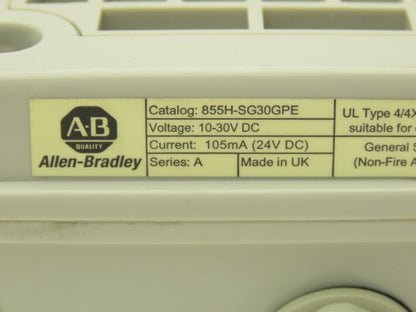 A-B
QUALITY
Allen-Bradley
Catalog: 855H-SG30GPE
Voltage: 10-30V DC
Current: 105mA (24V DC)
Series: A
Made in UK
UL Type 4/4X
suitable for
General S
(Non-Fire A